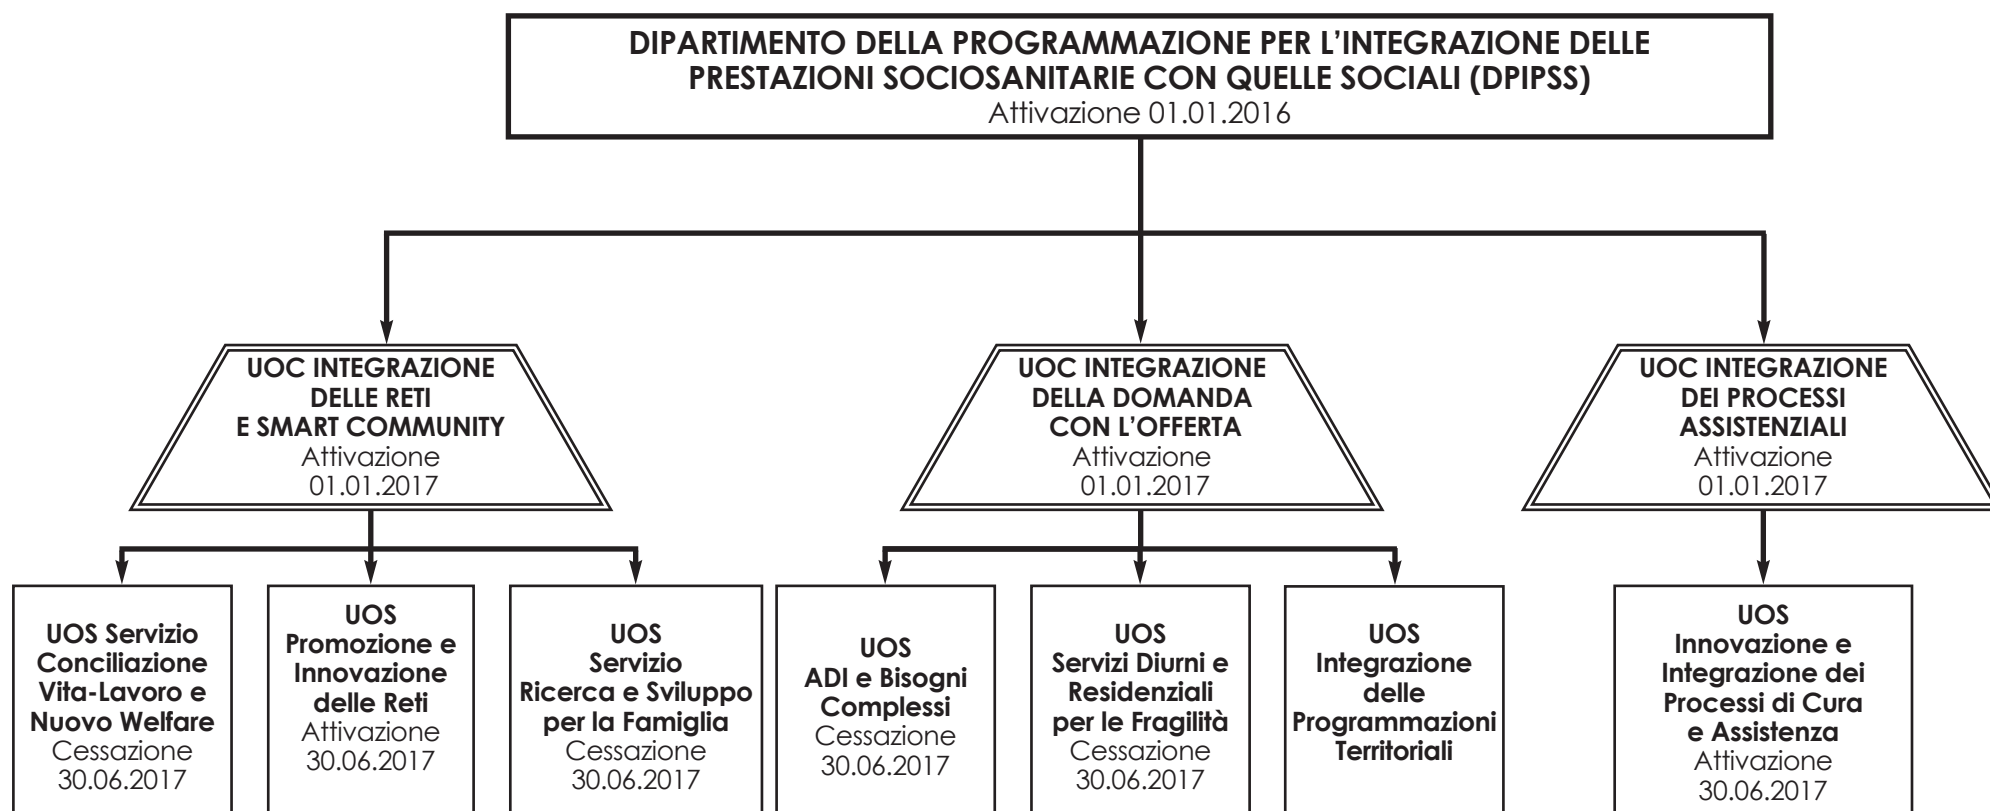 DIPARTIMENTO DELLA PROGRAMMAZIONE PER L’INTEGRAZIONE DELLE
PRESTAZIONI SOCIOSANITARIE CON QUELLE SOCIALI (DPIPSS)
Attivazione 01.01.2016
UOC INTEGRAZIONE
DELLE RETI
E SMART COMMUNITY
Attivazione
01.01.2017
UOC INTEGRAZIONE
DELLA DOMANDA
CON L’OFFERTA
Attivazione
01.01.2017
UOC INTEGRAZIONE
DEI PROCESSI
ASSISTENZIALI
Attivazione
01.01.2017
UOS Servizio
Conciliazione
Vita-Lavoro e
Nuovo Welfare
Cessazione
30.06.2017
UOS
Promozione e
Innovazione
delle Reti
Attivazione
30.06.2017
UOS
Servizio
Ricerca e Sviluppo
per la Famiglia
Cessazione
30.06.2017
UOS
ADI e Bisogni
Complessi
Cessazione
30.06.2017
UOS
Servizi Diurni e
Residenziali
per le Fragilità
Cessazione
30.06.2017
UOS
Integrazione
delle
Programmazioni
Territoriali
UOS
Innovazione e
Integrazione dei
Processi di Cura
e Assistenza
Attivazione
30.06.2017